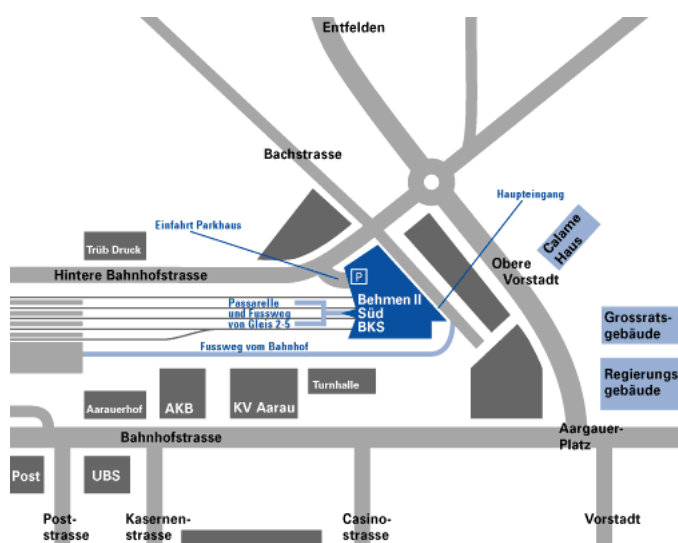 Entfelden
Bachstrasse
Haupteingang
Einfahrt Parkhaus
Calame
Haus
Trüb Druck
Obere
Vorstadt
Hintere Bahnhofstrasse
P
Behmen II
Süd
BKS
Passarelle
und Fussweg
von Gleis 2-5
Grossrats-
gebäude
Fussweg vom Bahnhof
Regierungs
gebäude
Turnhalle
Aarauerhof
AKB
KV Aarau
Bahnhofstrasse
Aargauer-
Platz
Post
UBS
Post-
strasse
Kasernen-
strasse
Casino-
strasse
Vorstadt